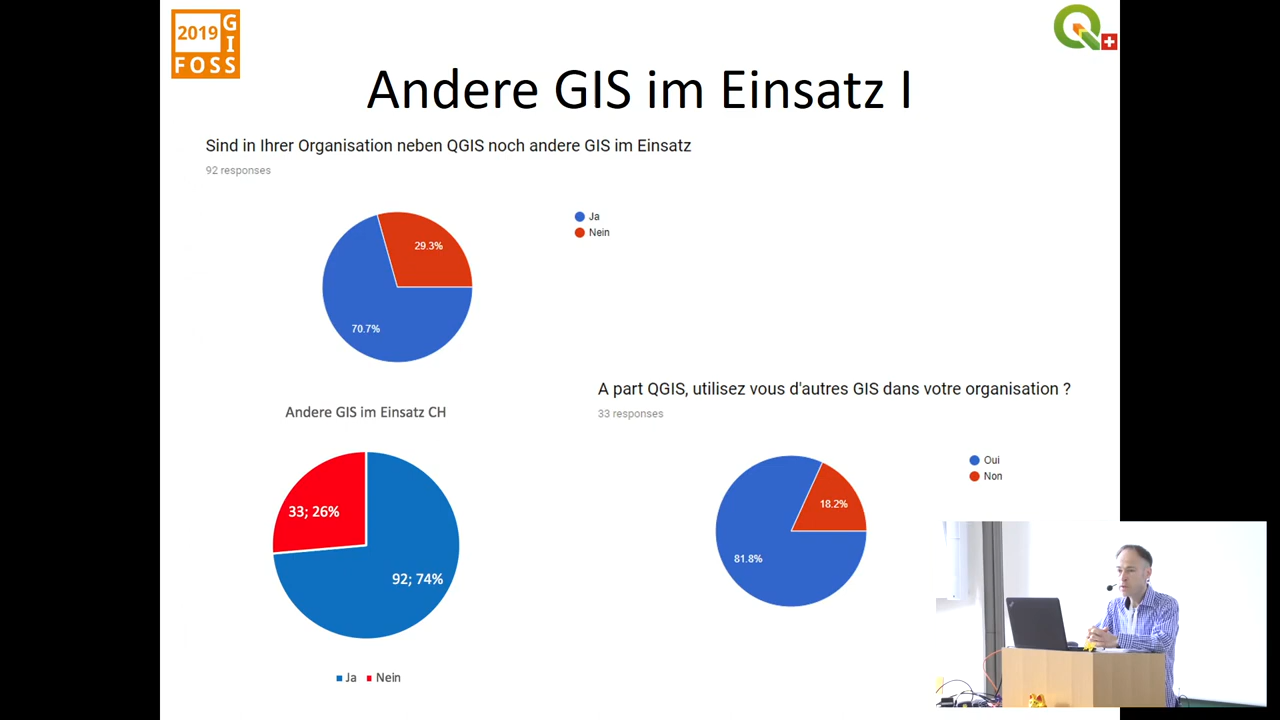 2019 G
I
FOSS
Andere GIS im Einsatz I
Sind in Ihrer Organisation neben QGIS noch andere GIS im Einsatz
92 responses
Ja
Nein
29.3%
70.7%
A part QGIS, utilisez vous d'autres GIS dans votre organisation ?
33 responses
Oui
Non
18.2%
81.8%
Andere GIS im Einsatz CH
33; 26%
92; 74%
Ja Nein